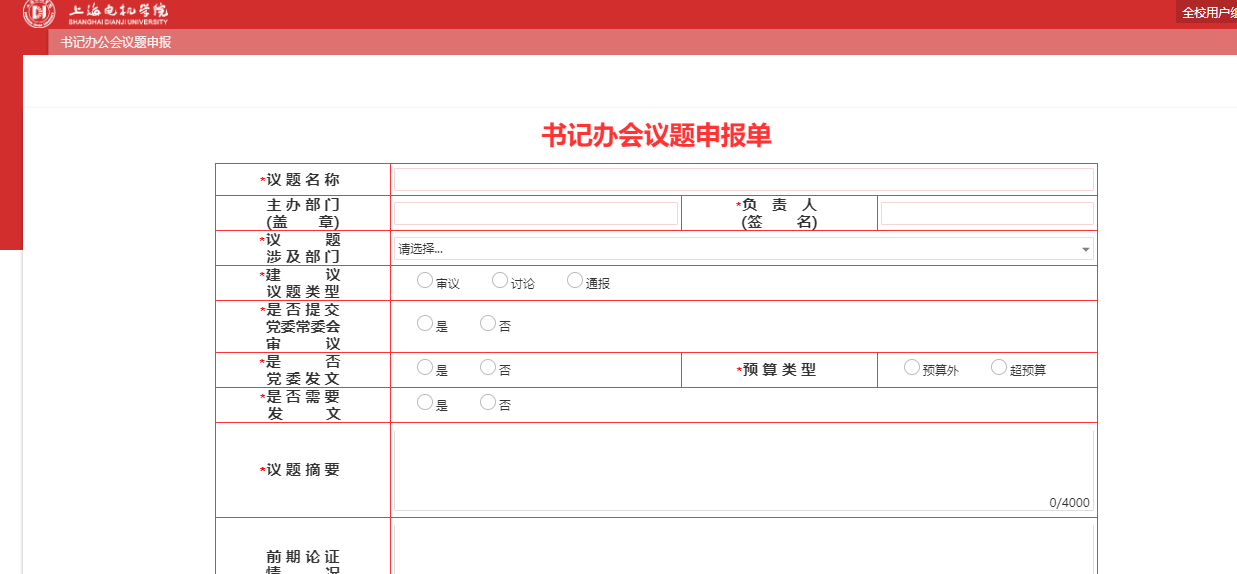 上海电机学院
SHANGHAI DIANJI UNIVERSITY
全校用户
书记办公会议题申报
书记办会议题申报单
*议题名称
主办部门
(盖 章)
*负 责 人
(签 名)
*议 题
涉及部门
请选择...
*建 议
议题类型
审议 讨论 通报
*是否提交
党委常委会
审 议
是 否
*是 否
党委发文
是 否
*预算类型
预算外 超预算
*是否需要
发 文
是 否
*议题摘要
0/4000
前期论证
情 况